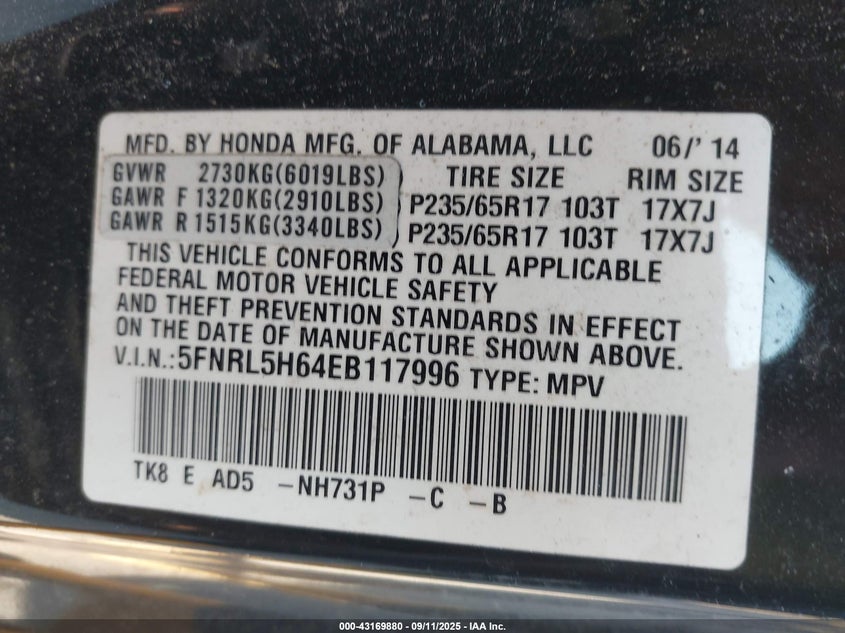 MFD. BY HONDA MFG. OF ALABAMA, LLC 06/' 14
GVWR 2730KG(6019LBS) TIRE SIZE RIM SIZE
GAWR F 1320KG(2910LBS) P235/65R17 103T 17X7J
GAWR R 1515KG(3340LBS) P235/65R17 103T 17X7J
THIS VEHICLE CONFORMS TO ALL APPLICABLE
FEDERAL MOTOR VEHICLE SAFETY
AND THEFT PREVENTION STANDARDS IN EFFECT
ON THE DATE OF MANUFACTURE SHOWN ABOVE.
V.I.N.:5FNRL5H64EB117996 TYPE: MPV
TK8 E AD5 -NH731P -C -B
000-43169880 - 09/11/2025 - IAA Inc.